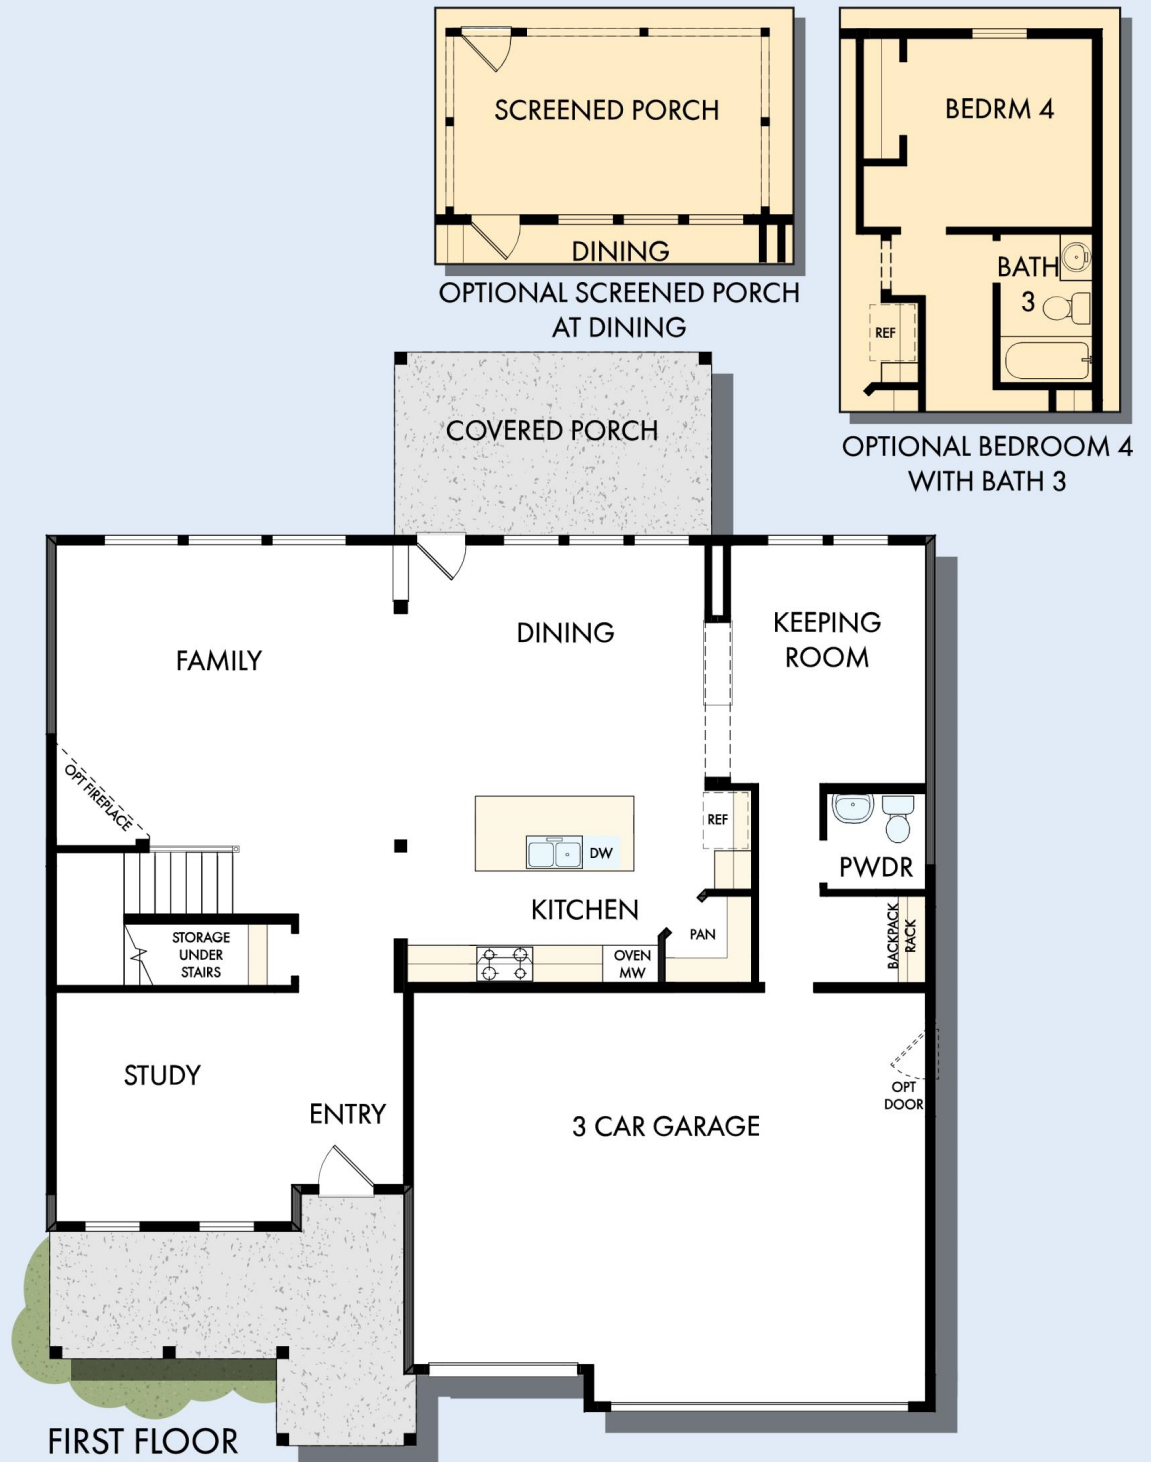 SCREENED PORCH
DINING
OPTIONAL SCREENED PORCH
AT DINING
BEDRM 4
BATH
3
REF
OPTIONAL BEDROOM 4
WITH BATH 3
COVERED PORCH
FAMILY
DINING
KEEPING
ROOM
OPT FIREPLACE
REF
DW
PWDR
KITCHEN
PAN
BACKPACK
RACK
STORAGE
UNDER
STAIRS
OVEN
MW
STUDY
ENTRY
3 CAR GARAGE
OPT
DOOR
FIRST FLOOR